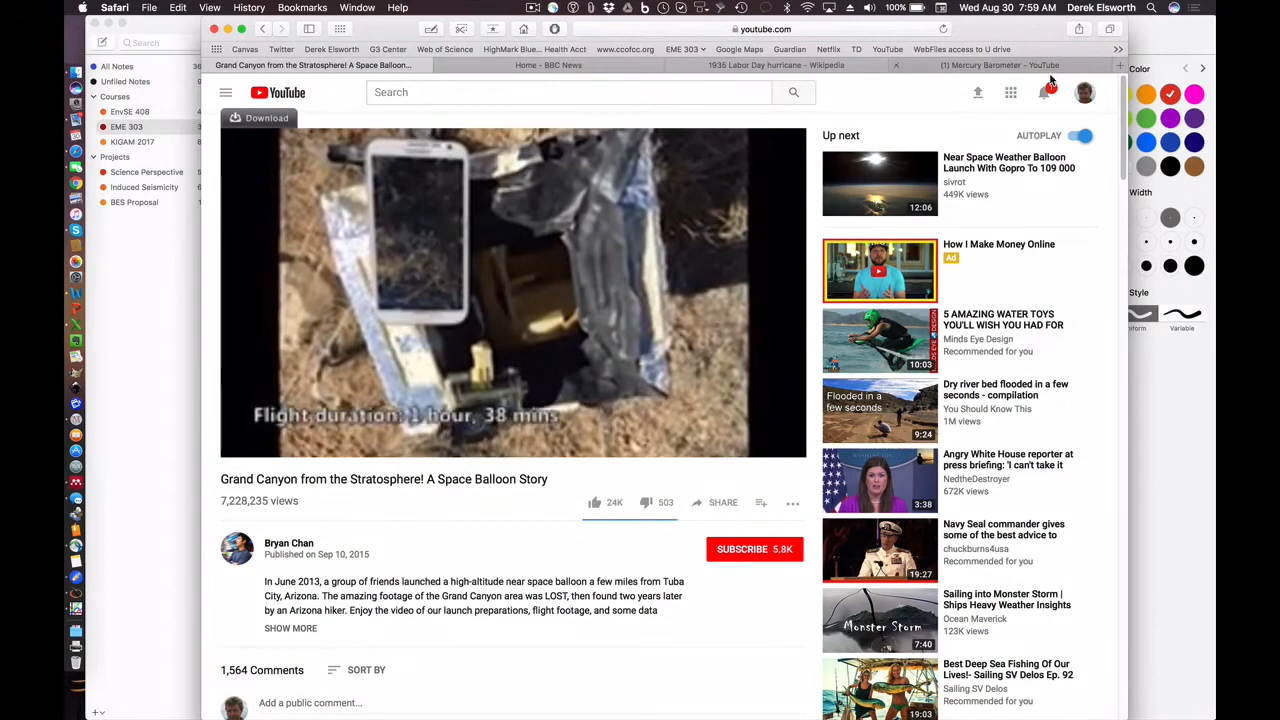 Safari File Edit View History Bookmarks Window Help
100%
Wed Aug 30 7:59 AM Derek Elsworth
youtube.com
Search
Canvas Twitter Derek Elsworth G3 Center Web of Science HighMark Blue...Health Acct www.ccofcc.org EME 303 Google Maps Guardian Netflix TD YouTube WebFiles access to U drive
Grand Canyon from the Stratosphere! A Space Balloon... Home - BBC News 1935 Labor Day hurricane - Wikipedia (1) Mercury Barometer - YouTube
All Notes
Unfiled Notes
Courses
EnvSE 408
EME 303
KIGAM 2017
Projects
Science Perspective
Induced Seismicity
BES Proposal
YouTube
Search
Download
Flight duration: 1 hour, 38 mins
Grand Canyon from the Stratosphere! A Space Balloon Story
7,228,235 views
24K 503 SHARE
Bryan Chan
Published on Sep 10, 2015
SUBSCRIBE 5.8K
In June 2013, a group of friends launched a high-altitude near space balloon a few miles from Tuba
City, Arizona. The amazing footage of the Grand Canyon area was LOST, then found two years later
by an Arizona hiker. Enjoy the video of our launch preparations, flight footage, and some data
SHOW MORE
1,564 Comments SORT BY
Add a public comment...
Up next AUTOPLAY
Near Space Weather Balloon
Launch With Gopro To 109 000
sivrot
449K views
12:06
How I Make Money Online
Ad
5 AMAZING WATER TOYS
YOU'LL WISH YOU HAD FOR
Minds Eye Design
Recommended for you
MINDS EYE DESIGN
10:03
Dry river bed flooded in a few
seconds - compilation
You Should Know This
1M views
Flooded in
a few
seconds
9:24
Angry White House reporter at
press briefing: 'I can't take it
NedtheDestroyer
672K views
3:38
Navy Seal commander gives
some of the best advice to
chuckburns4usa
Recommended for you
19:27
Sailing into Monster Storm |
Ships Heavy Weather Insights
Ocean Maverick
123K views
Monster Storm
7:40
Best Deep Sea Fishing Of Our
Lives!- Sailing SV Delos Ep. 92
Sailing SV Delos
Recommended for you
19:03
Color
Width
Style
Variable